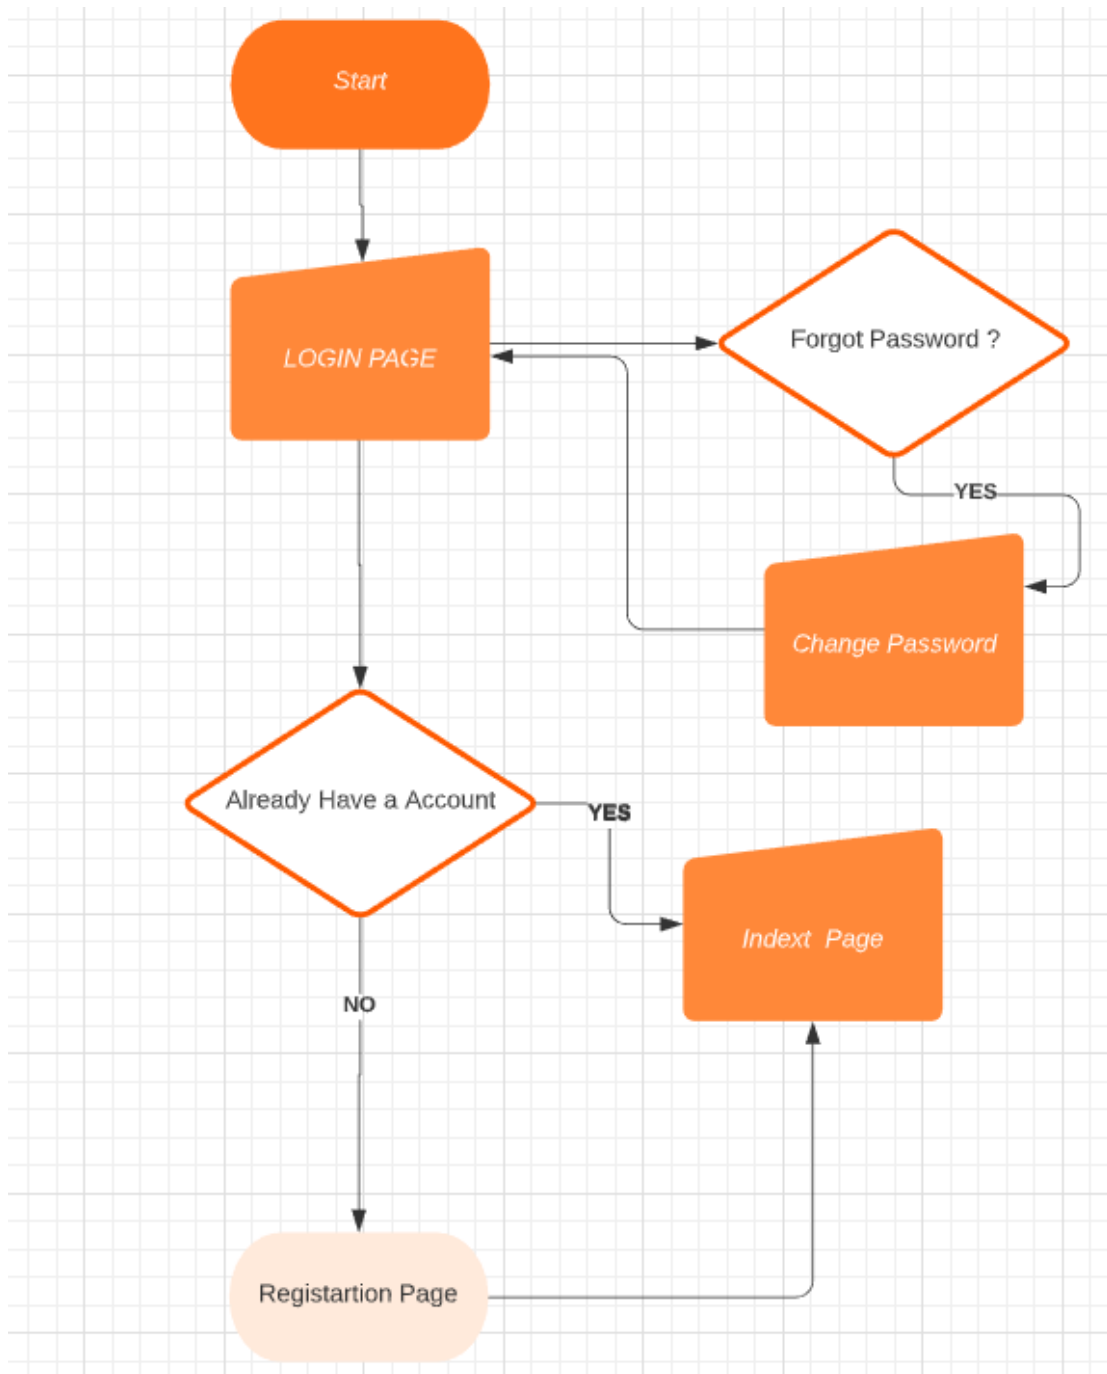 Start
LOGIN PAGE
Forgot Password ?
YES
Change Password
Already Have a Account
YES
Indext  Page
NO
Registartion Page